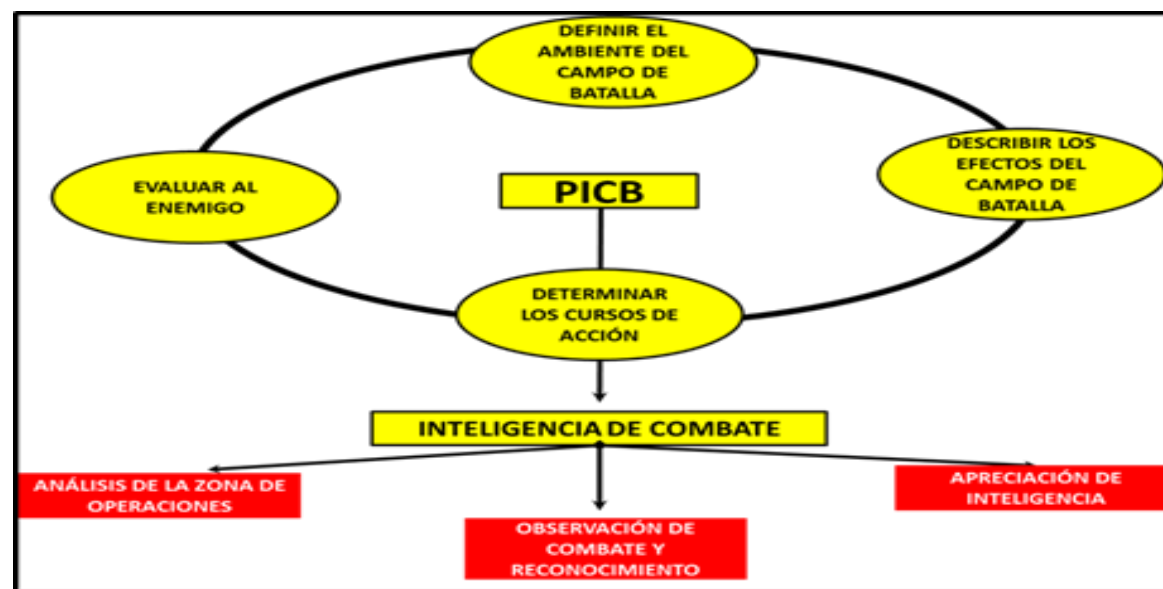 DEFINIR EL
AMBIENTE DEL
CAMPO DE
BATALLA
DESCRIBIR LOS
EFECTOS DEL
CAMPO DE
BATALLA
EVALUAR AL
ENEMIGO
PICB
DETERMINAR
LOS CURSOS DE
ACCIÓN
INTELIGENCIA DE COMBATE
ANÁLISIS DE LA ZONA DE
OPERACIONES
OBSERVACIÓN DE
COMBATE Y
RECONOCIMIENTO
APRECIACIÓN DE
INTELIGENCIA